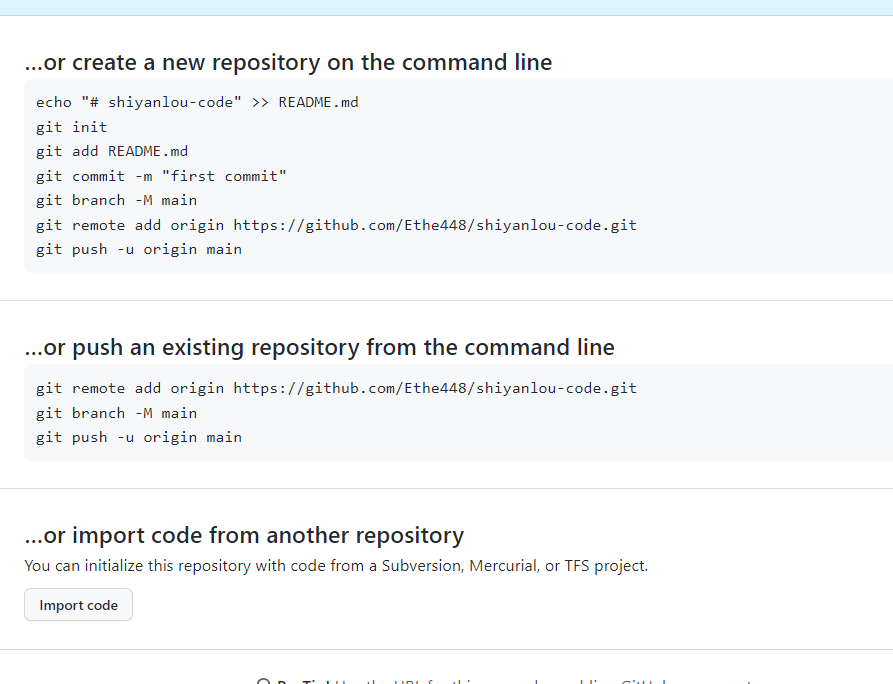 ...or create a new repository on the command line
echo "# shiyanlou-code" >> README.md
git init
git add README.md
git commit -m "first commit"
git branch -M main
git remote add origin https://github.com/Ethe448/shiyanlou-code.git
git push -u origin main
...or push an existing repository from the command line
git remote add origin https://github.com/Ethe448/shiyanlou-code.git
git branch -M main
git push -u origin main
...or import code from another repository
You can initialize this repository with code from a Subversion, Mercurial, or TFS project.
Import code